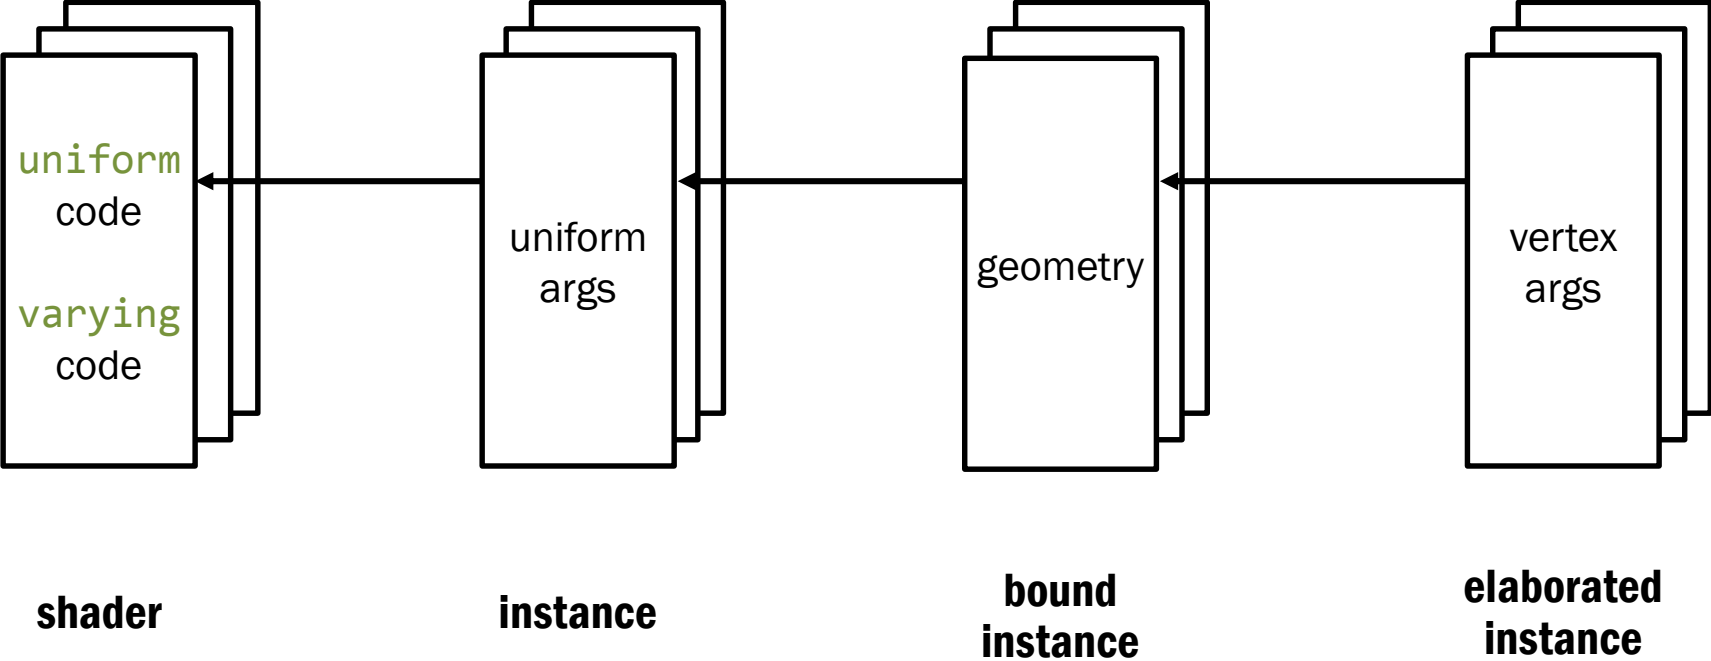 uniform
code
varying
code
uniform
args
geometry
vertex
args
shader
instance
bound
instance
elaborated
instance